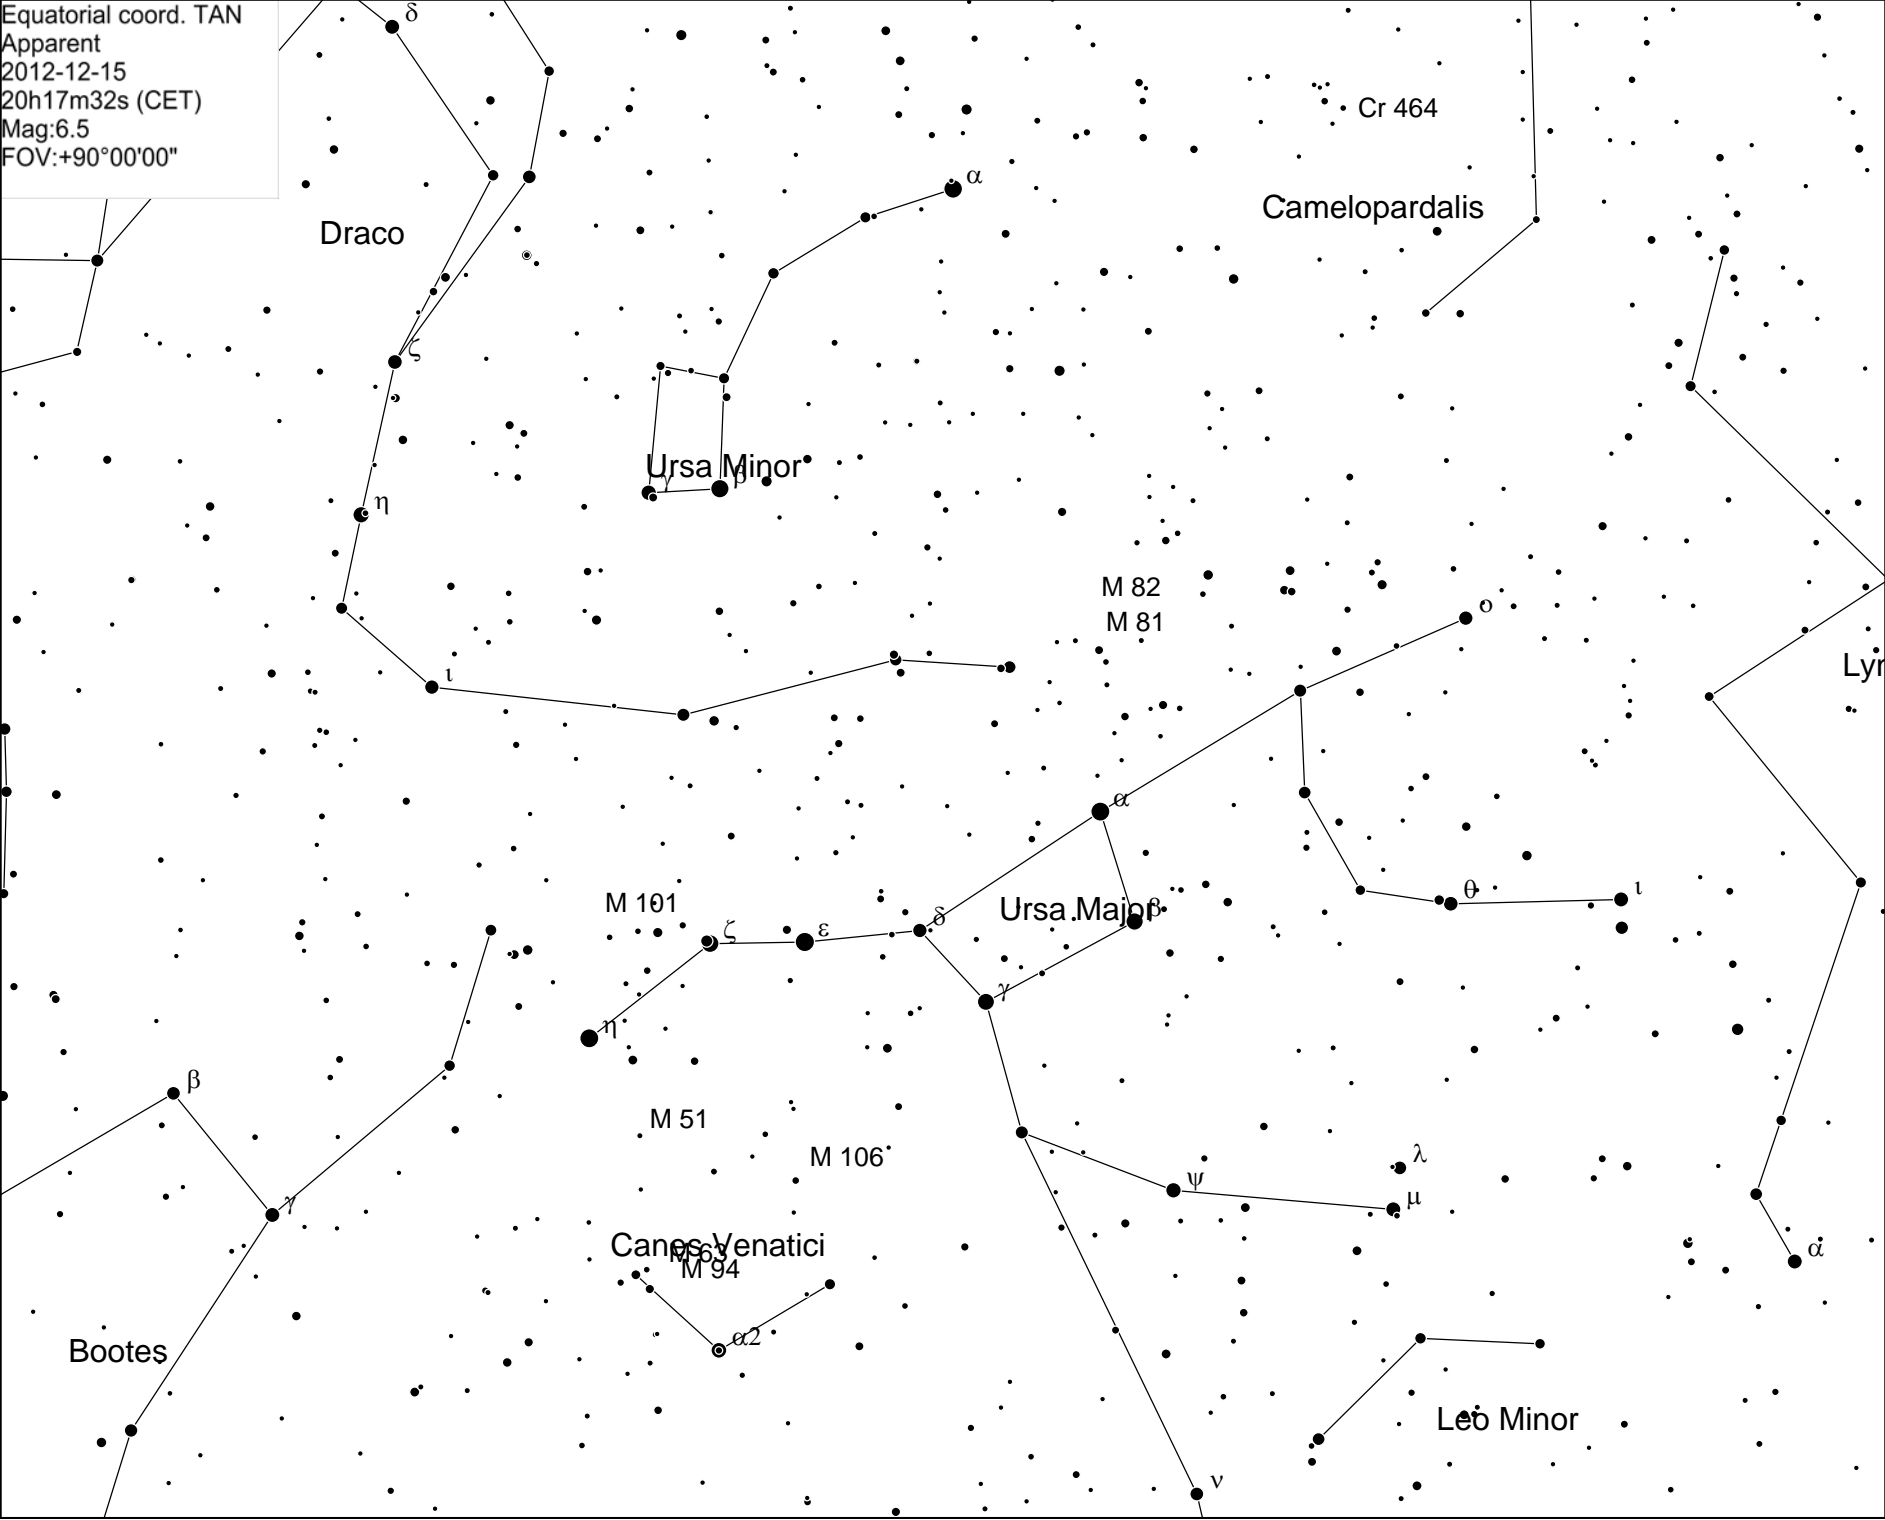 Equatorial coord. TAN
Apparent
2012-12-15
20h17m32s (CET)
Mag:6.5
FOV:+90°00'00"
δ
Cr 464
α
Camelopardalis
Draco
ζ
Ursa Minor
γ
β
η
M 82
ο
M 81
Lyn
ι
α
θ
ι
M 101
Ursa Major
β
δ
ζ
ε
γ
η
β
M 51
M 106
λ
ψ
μ
γ
Canes Venatici
M 63
M 94
α
α2
Bootes
Leo Minor
ν